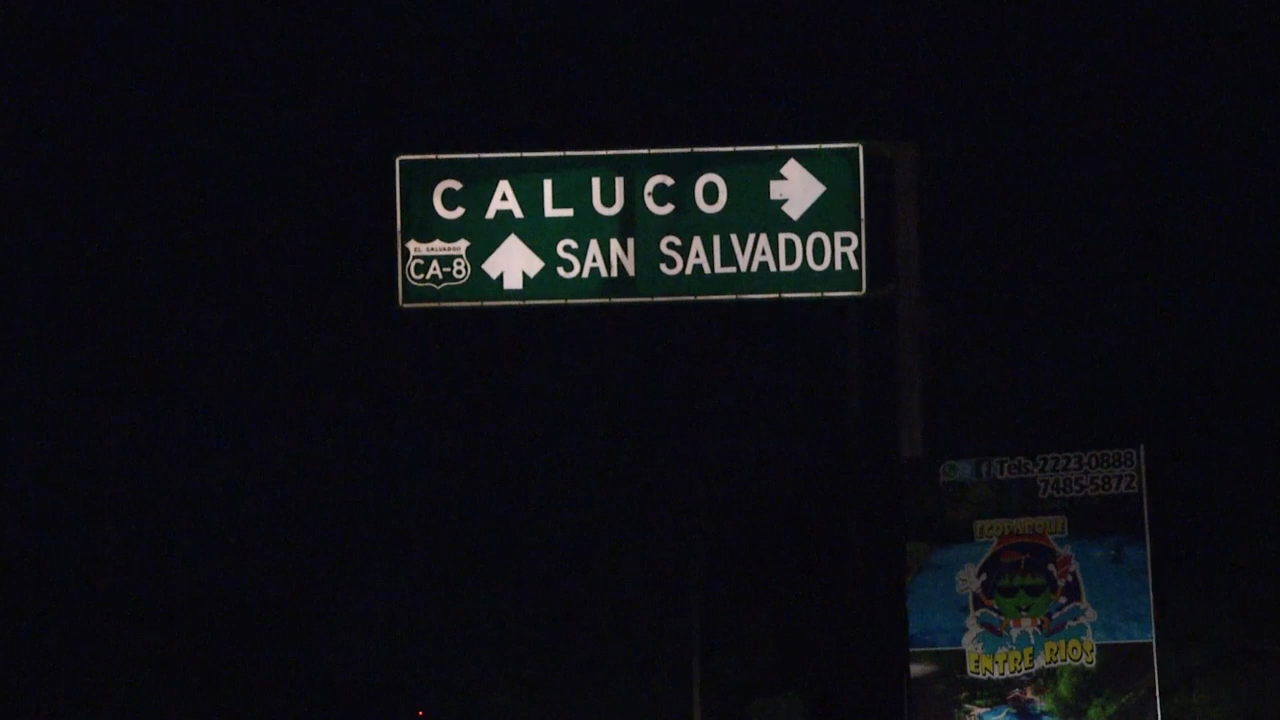 CALUCO
EL SALVADOR
CA-8
SAN SALVADOR
Tels. 2223-0888
7485-5872
ECOPARQUE
ENTRE RIOS